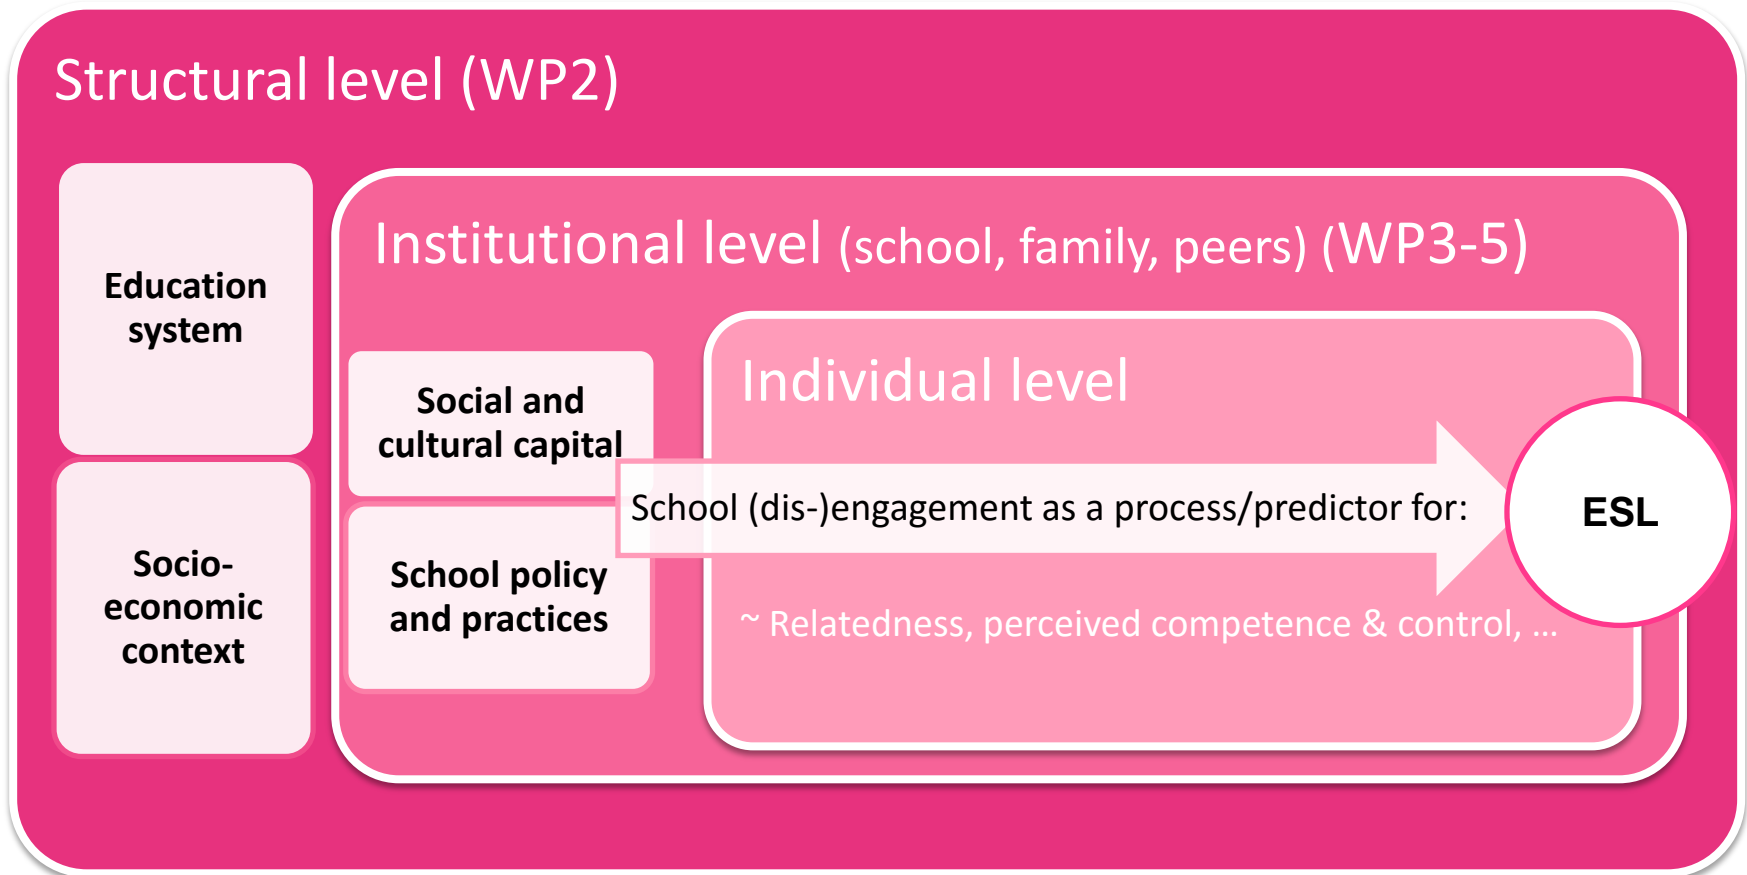 Structural level (WP2)
Education
system
Socio-
economic
context
Institutional level (school, family, peers) (WP3-5)
Social and
cultural capital
School policy
and practices
Individual level
School (dis-)engagement as a process/predictor for:
ESL
~ Relatedness, perceived competence & control, ...